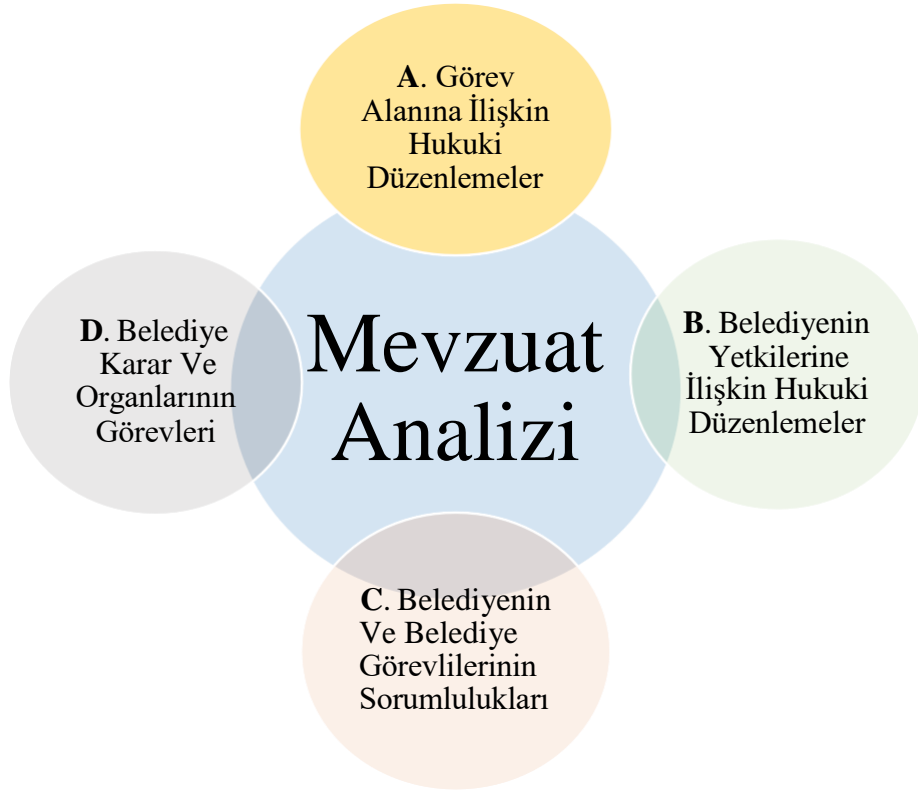 A. Görev
Alanına İlişkin
Hukuki
Düzenlemeler
Mevzuat
Analizi
B. Belediyenin
Yetkilerine
İlişkin Hukuki
Düzenlemeler
C. Belediyenin
Ve Belediye
Görevlilerinin
Sorumlulukları
D. Belediye
Karar Ve
Organlarının
Görevleri